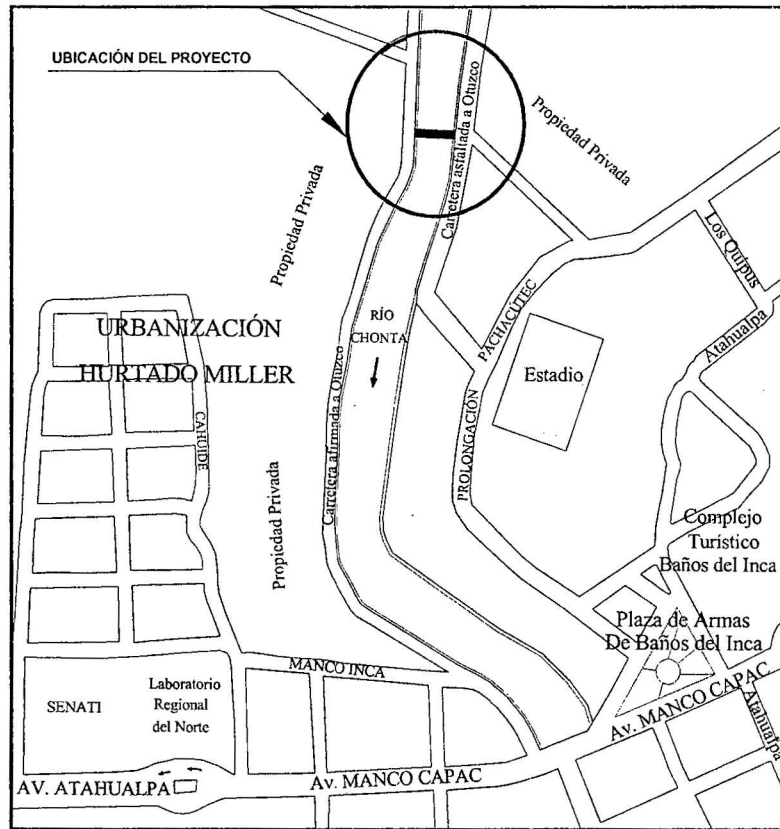 UBICACIÓN DEL PROYECTO
Carretera asfaltada a Otuzco
Propiedad Privada
Propiedad Privada
Los Quipus
Atahualpa
URBANIZACIÓN
HURTADO MILLER
RÍO
CHONTA
PROLONGACIÓN PACHACÚTEC
Estadio
CAHUIDE
Carretera afirmada a Otuzco
Propiedad Privada
Complejo
Turístico
Baños del Inca
Plaza de Armas
De Baños del Inca
MANCO INCA
SENATI
Laboratorio
Regional
del Norte
Av. MANCO CAPAC
Atahualpa
AV. ATAHUALPA
Av. MANCO CAPAC